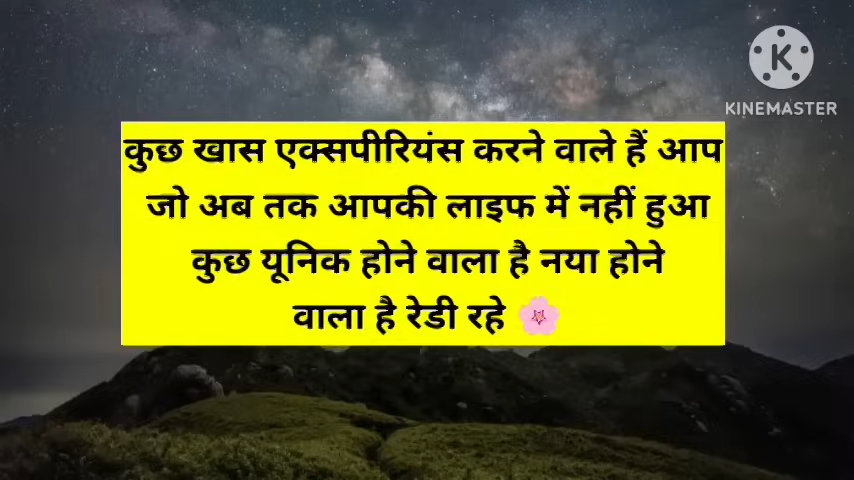 KINEMASTER
कुछ खास एक्सपीरियंस करने वाले हैं आप
जो अब तक आपकी लाइफ में नहीं हुआ
कुछ यूनिक होने वाला है नया होने
वाला है रेडी रहे 🌸